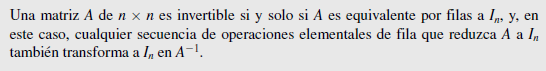 Una matriz A de n × n es invertible si y solo si A es equivalente por filas a Iₙ, y, en
este caso, cualquier secuencia de operaciones elementales de fila que reduzca A a Iₙ
también transforma a Iₙ en A⁻¹.